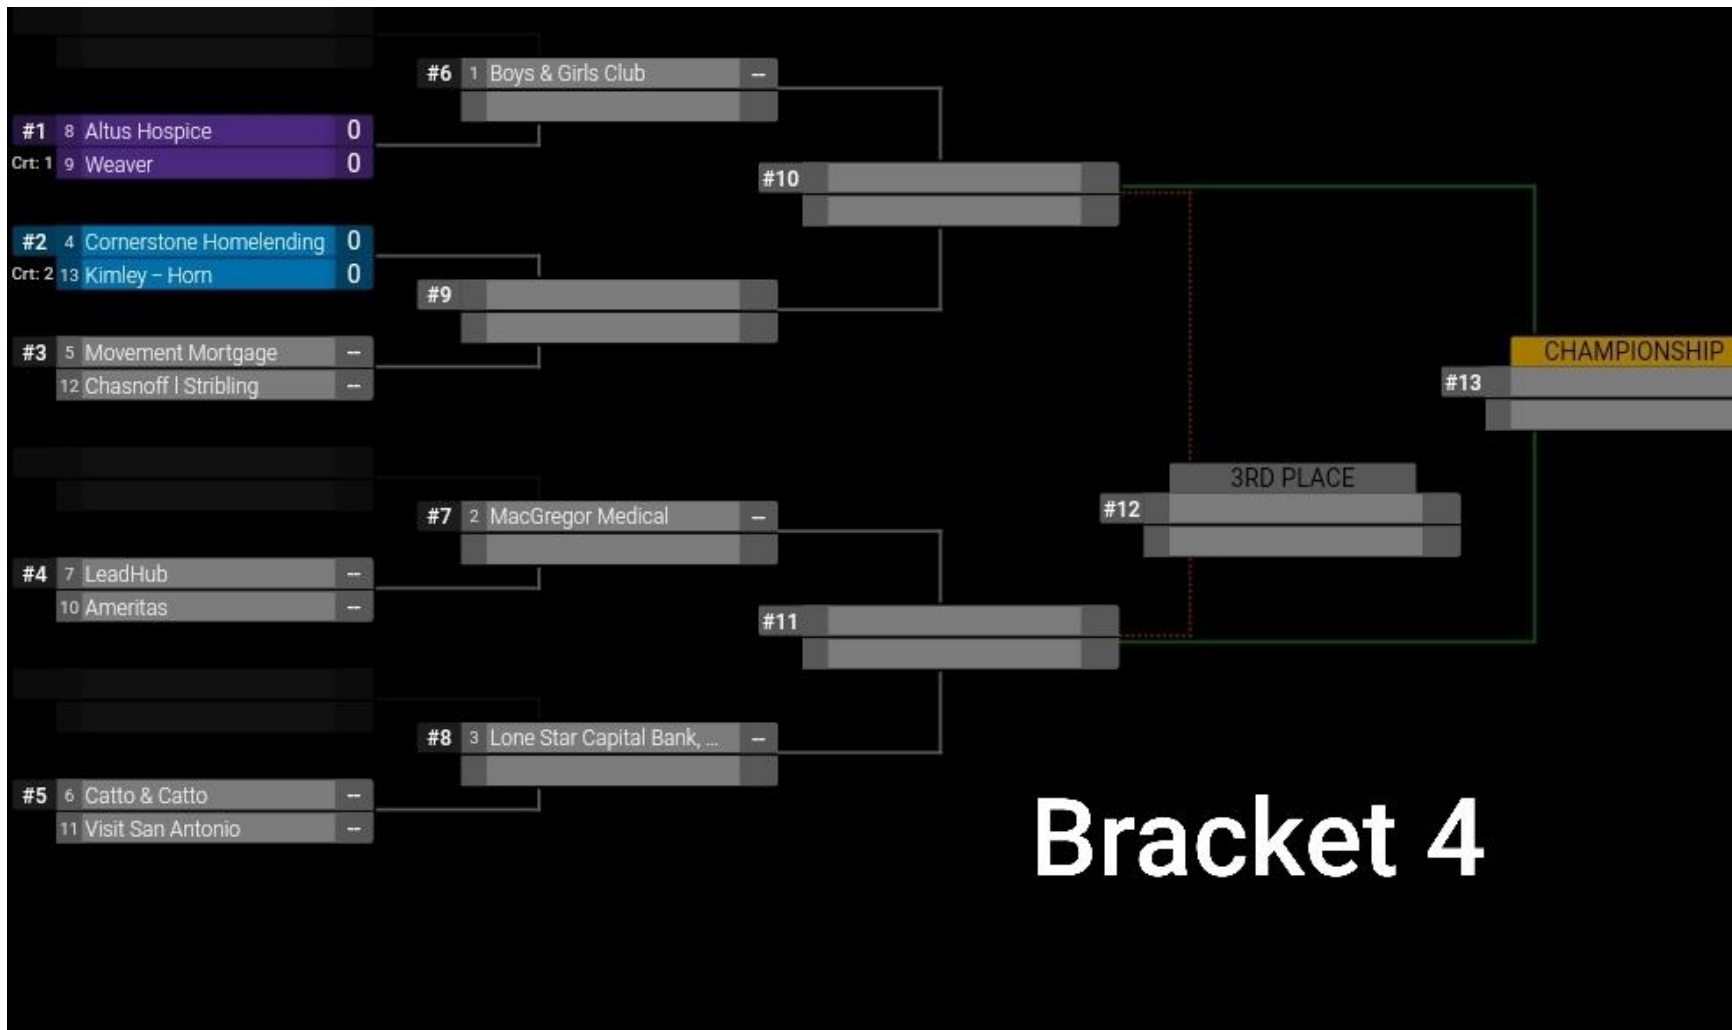 #6 1 Boys & Girls Club --
#1 8 Altus Hospice 0
Crt: 1 9 Weaver 0
#10
#2 4 Cornerstone Homelending 0
Crt: 2 13 Kimley – Horn 0
#9
#3 5 Movement Mortgage --
12 Chasnoff | Stribling --
CHAMPIONSHIP
#13
3RD PLACE
#12
#7 2 MacGregor Medical --
#4 7 LeadHub --
10 Ameritas --
#11
#8 3 Lone Star Capital Bank, ... --
#5 6 Catto & Catto --
11 Visit San Antonio --
Bracket 4